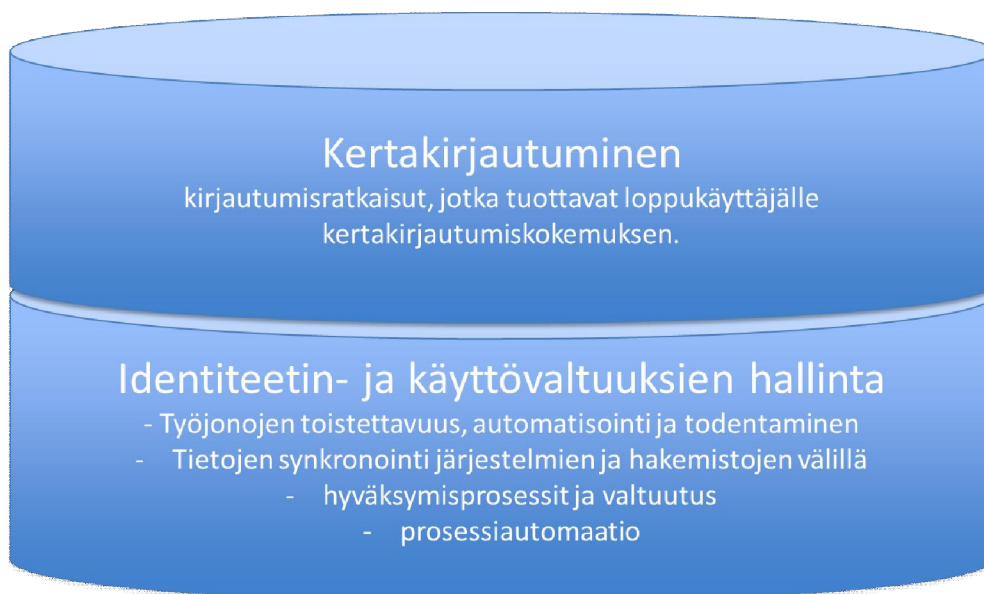 Kertakirjautuminen
kirjautumisratkaisut, jotka tuottavat loppukäyttäjälle
kertakirjautumiskokemuksen.
Identiteetin- ja käyttövaltuuksien hallinta
- Työjonojen toistettavuus, automatisointi ja todentaminen
- Tietojen synkronointi järjestelmien ja hakemistojen välillä
- hyväksymisprosessit ja valtuutus
- prosessiautomaatio